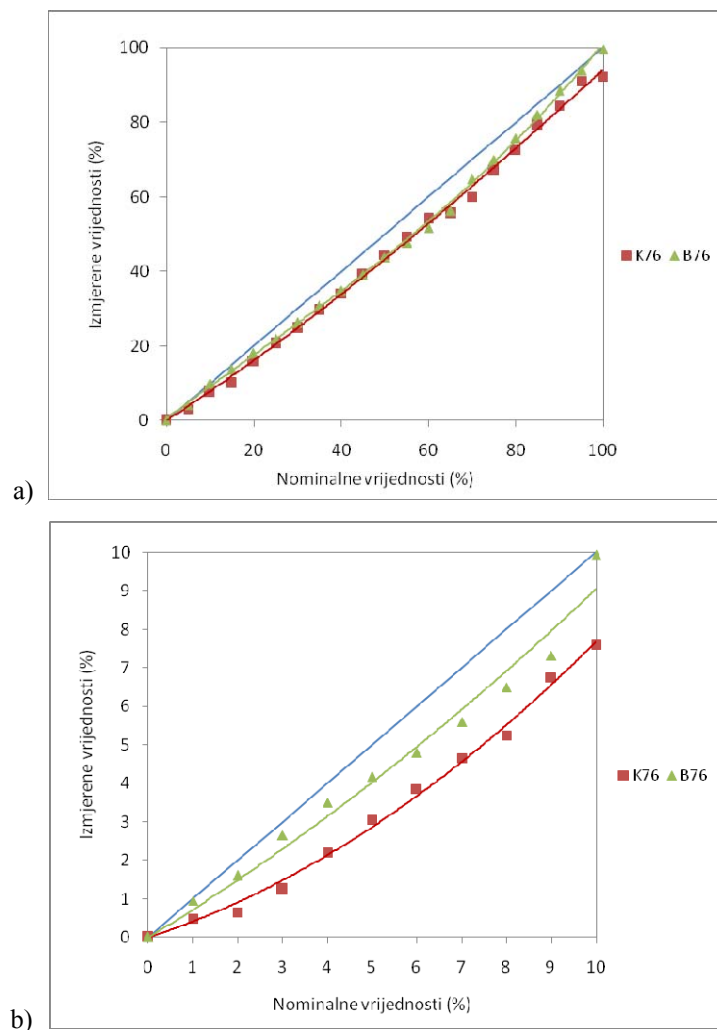 100
80
60
40
20
0
Izmjerene vrijednosti (%)
0 20 40 60 80 100
Nominalne vrijednosti (%)
K76 B76
a)
10
9
8
7
6
5
4
3
2
1
0
Izmjerene vrijednosti (%)
0 1 2 3 4 5 6 7 8 9 10
Nominalne vrijednosti (%)
K76 B76
b)